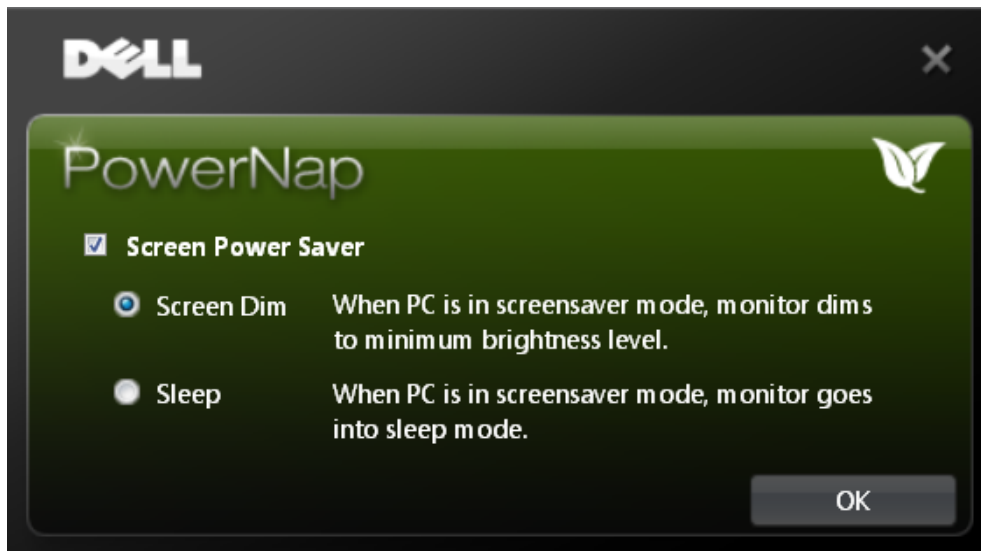 DELL
PowerNap
Screen Power Saver
Screen Dim When PC is in screensaver mode, monitor dims
to minimum brightness level.
Sleep When PC is in screensaver mode, monitor goes
into sleep mode.
OK